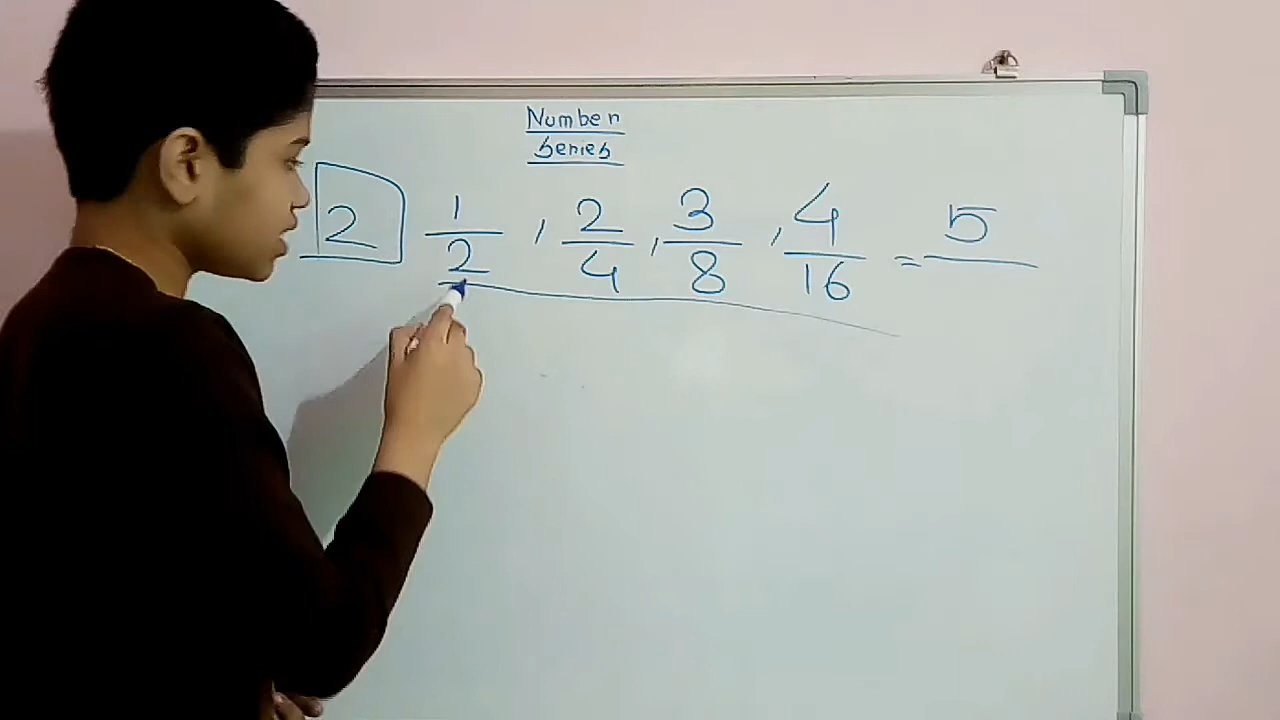 Number
Series
2 1/2 , 2/4 , 3/8 , 4/16 = 5/